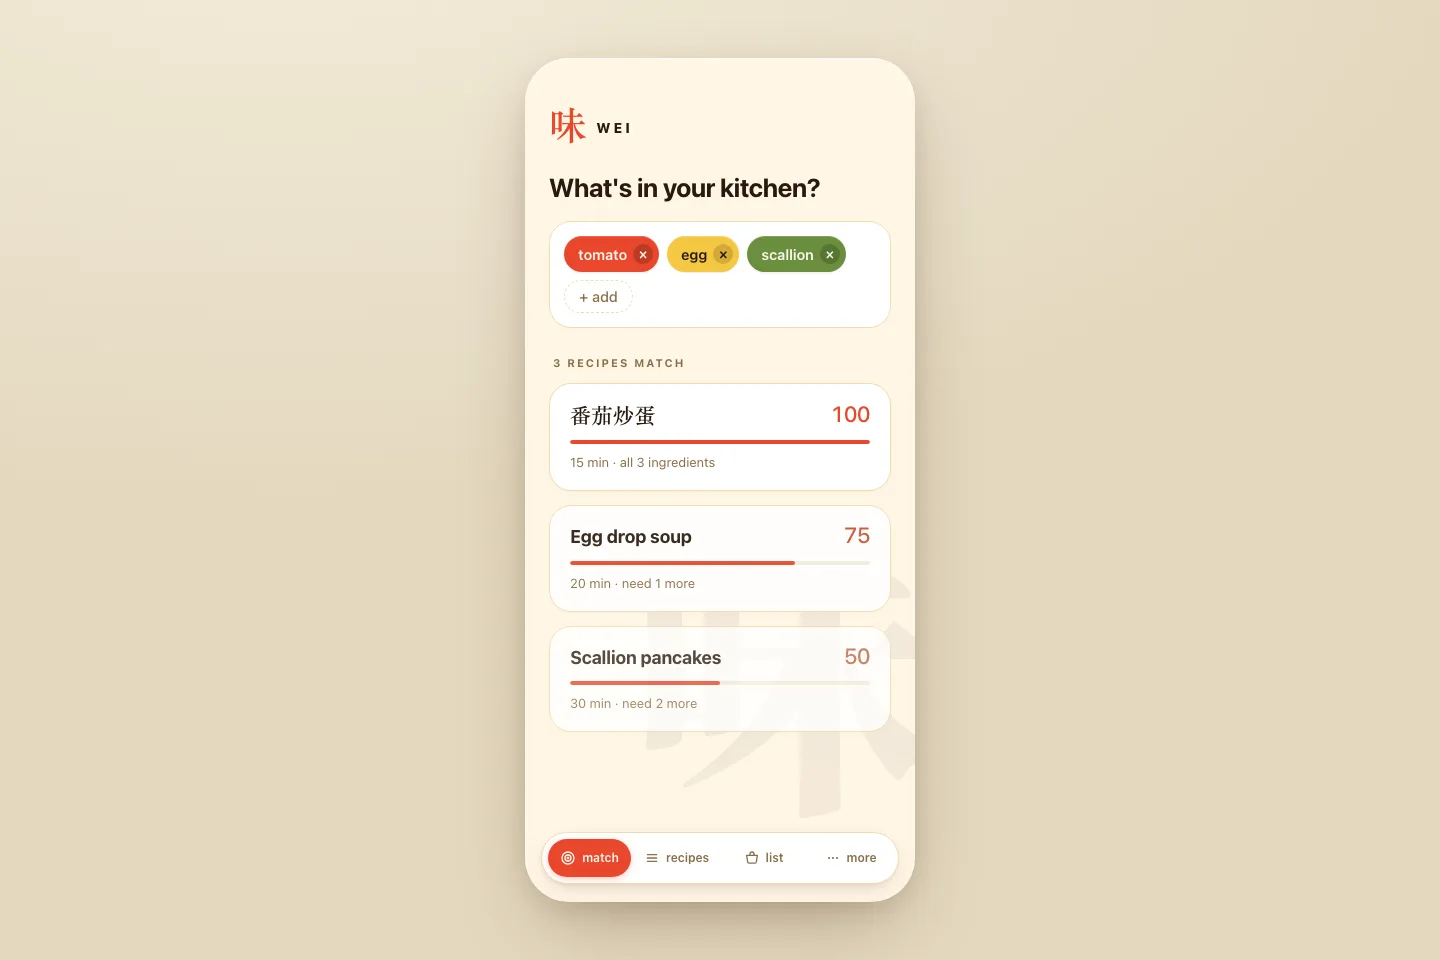 味 WEI
What's in your kitchen?
tomato × egg × scallion ×
+ add
3 RECIPES MATCH
番茄炒蛋 100
15 min · all 3 ingredients
Egg drop soup 75
20 min · need 1 more
味
Scallion pancakes 50
30 min · need 2 more
match recipes list ··· more